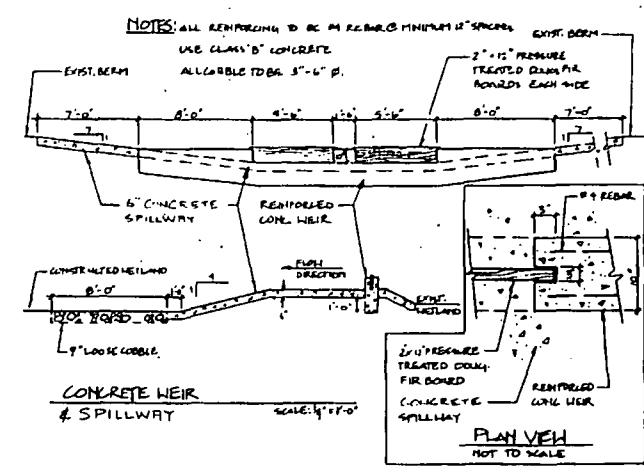 NOTES: ALL REINFORCING TO BE #4 REBAR @ MINIMUM 12" SPACING
USE CLASS "B" CONCRETE
ALL COBBLE TO BE 3"-6" Ø.
EXIST. BERM
EXIST. BERM
2" x 12" PRESSURE
TREATED DOUG FIR
BOARDS EACH SIDE
7'-0"
8'-0"
4'-6"
5'-6"
8'-0"
7'-0"
7
1
7
6" CONCRETE
SPILLWAY
REINFORCED
CONC. WEIR
CONSTRUCTED WETLAND
8'-0"
4
1
FLOW
DIRECTION
6"
1'-0"
EXIST.
WETLAND
9" LOOSE COBBLE
CONCRETE WEIR
& SPILLWAY
SCALE: 1/4" = 1'-0"
3"
#4 REBAR
2x12 PRESSURE
TREATED DOUG.
FIR BOARD
CONCRETE
SPILLWAY
REINFORCED
CONC WEIR
PLAN VIEW
NOT TO SCALE